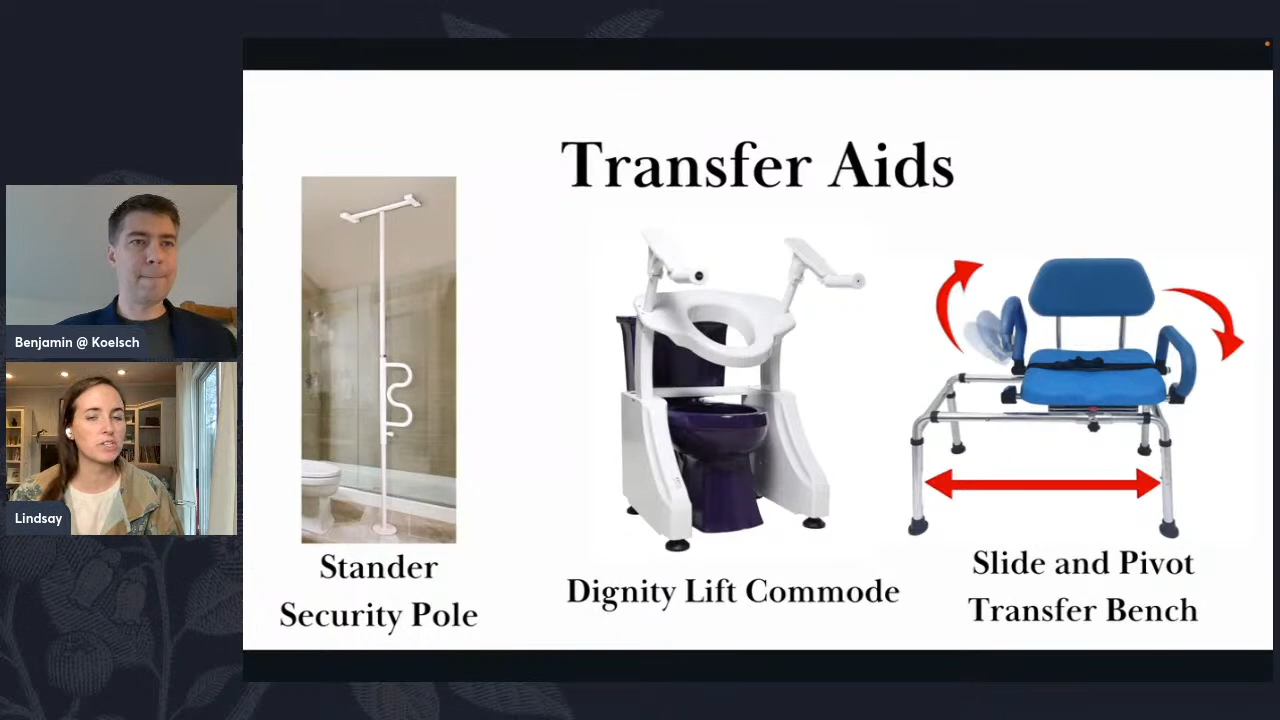 Transfer Aids
Benjamin @ Koelsch
Lindsay
Stander
Security Pole
Dignity Lift Commode
Slide and Pivot
Transfer Bench